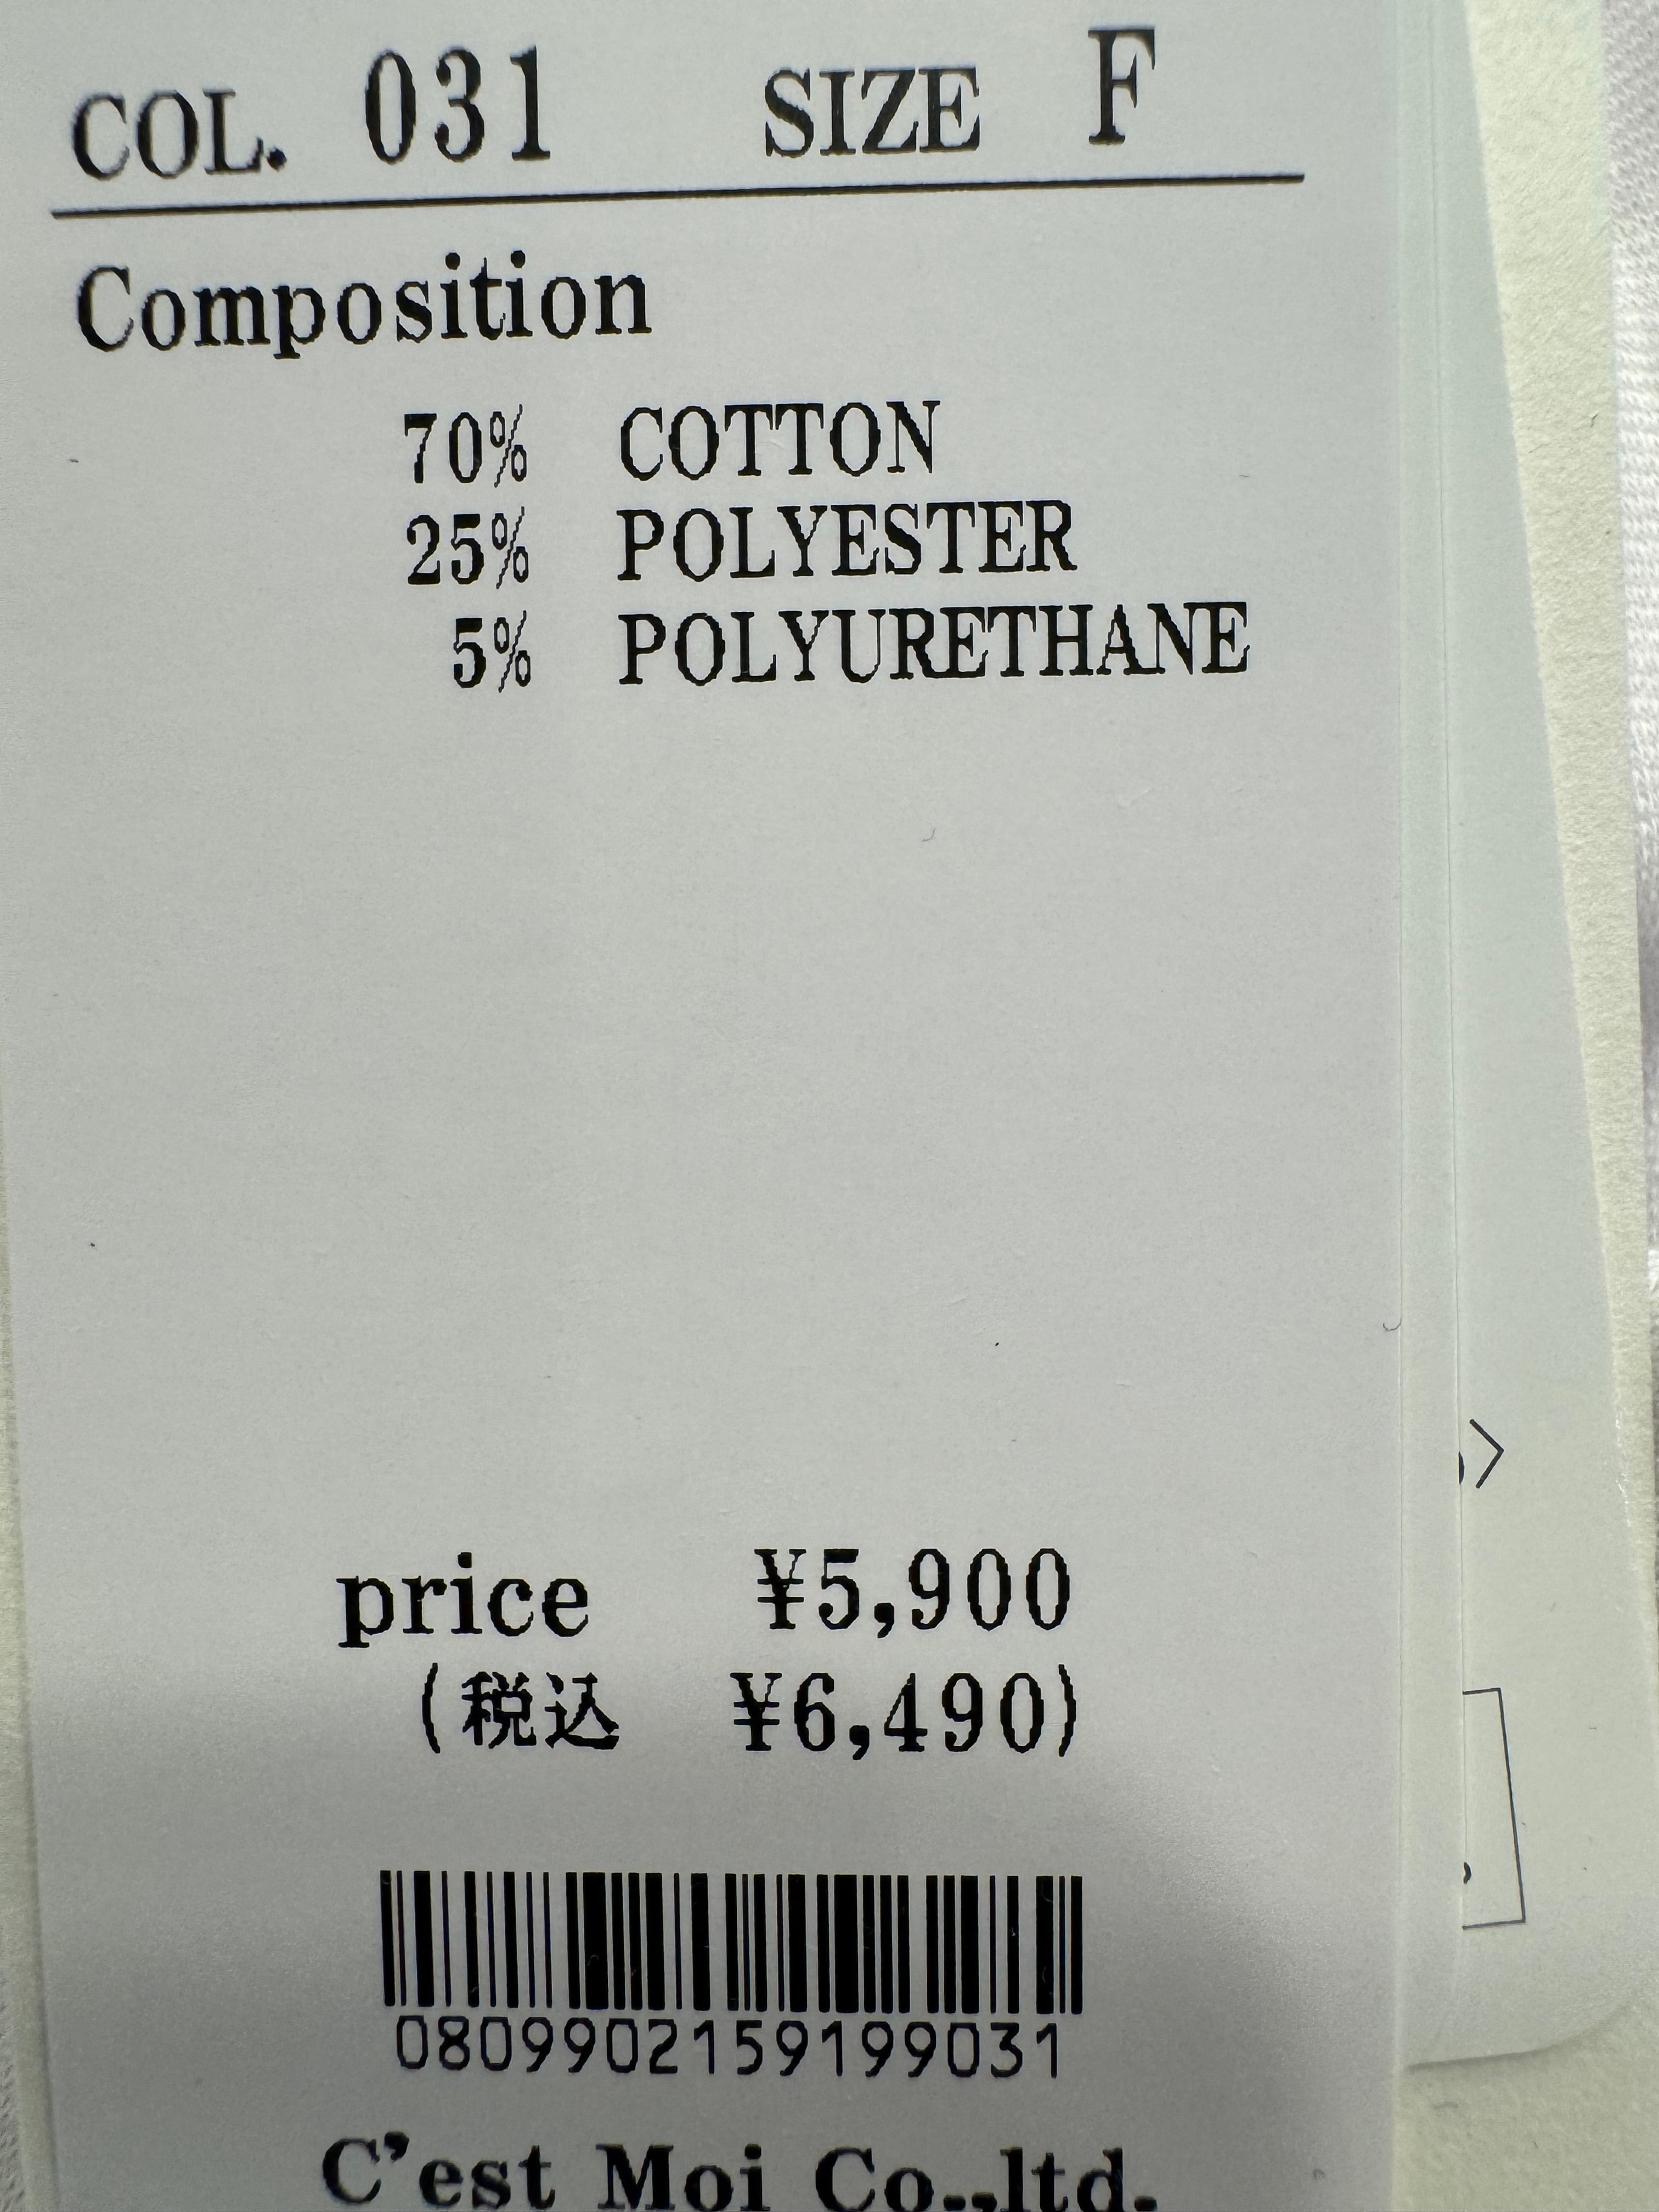 COL. 031 SIZE F
Composition
70% COTTON
25% POLYESTER
5% POLYURETHANE
price ¥5,900
(税込 ¥6,490)
0809902159199031
C'est Moi Co.,ltd.